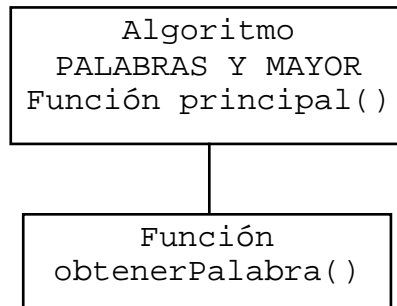 Algoritmo
PALABRAS Y MAYOR
Función principal()
Función
obtenerPalabra()